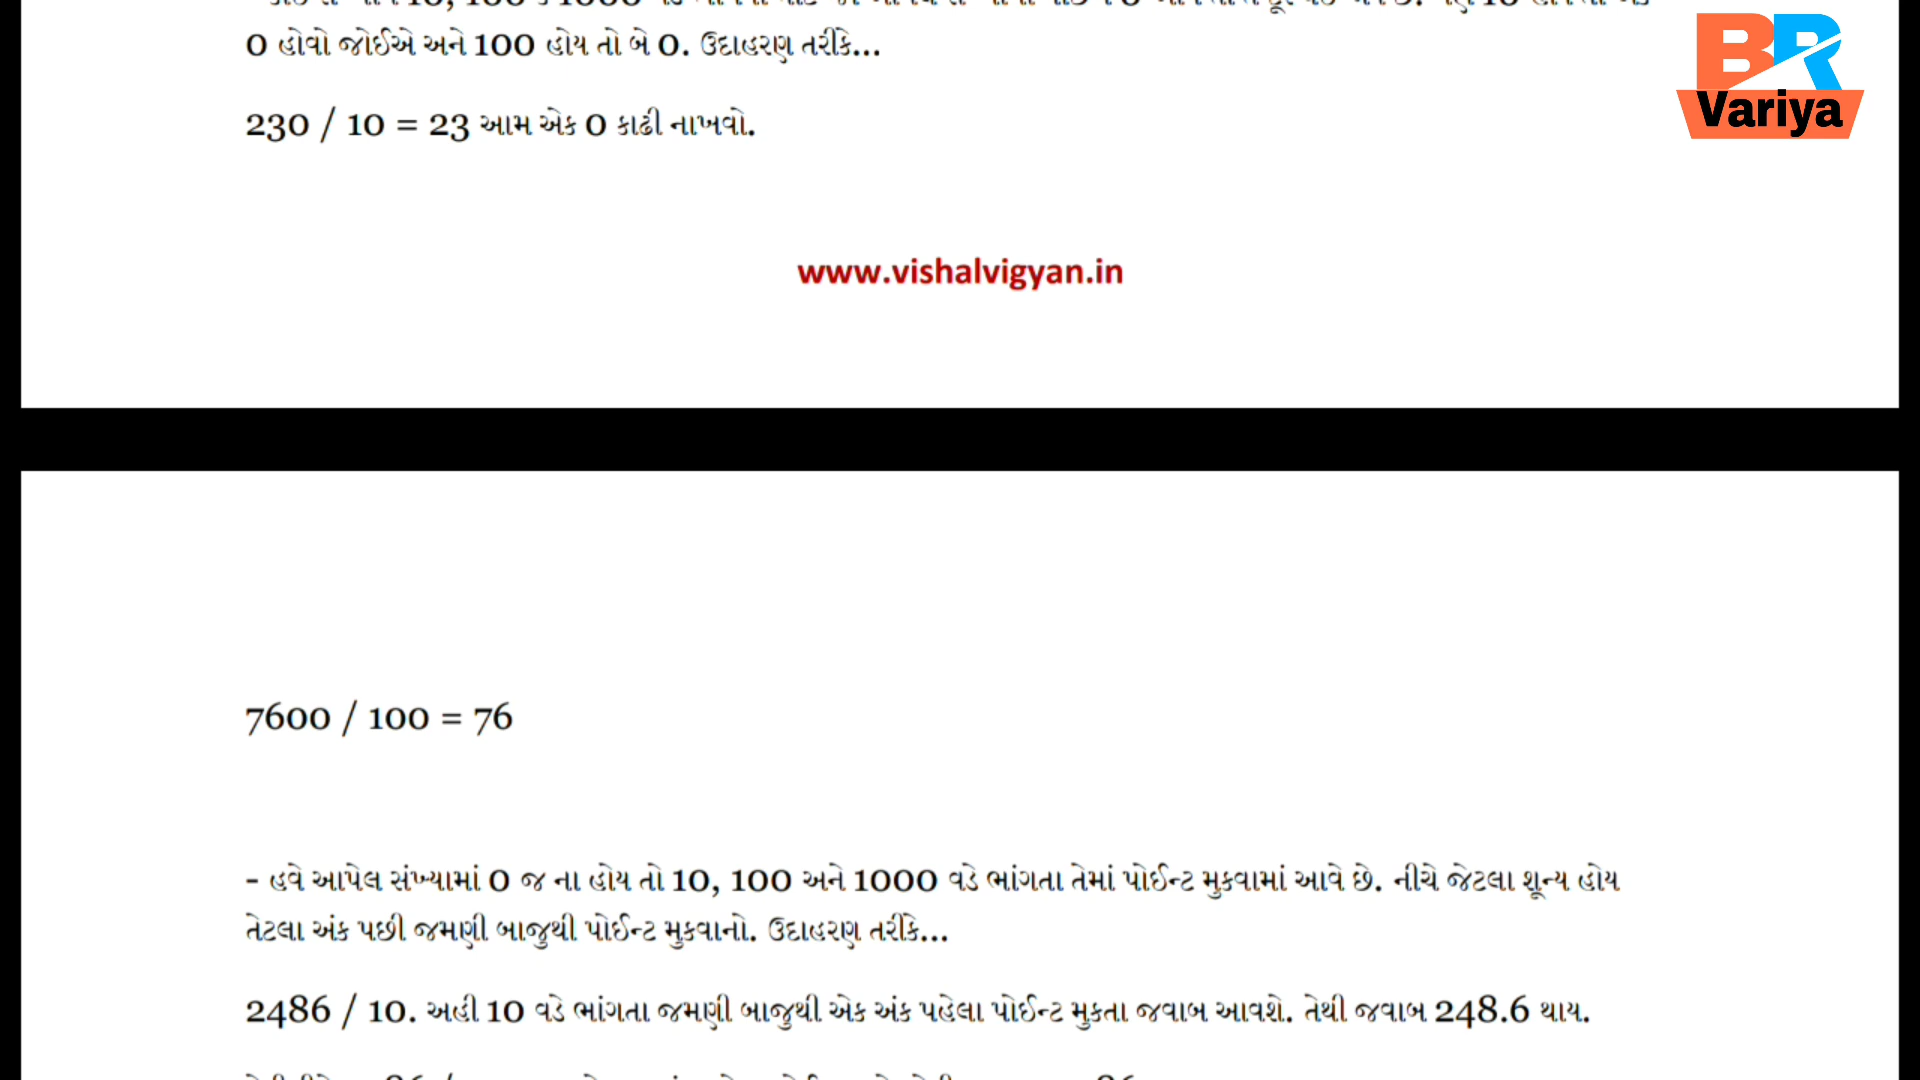 0 હોવો જોઈએ અને 100 હોય તો બે 0. ઉદાહરણ તરીકે...
BR
Variya
230 / 10 = 23 આમ એક 0 કાઢી નાખવો.
www.vishalvigyan.in
7600 / 100 = 76
- હવે આપેલ સંખ્યામાં 0 જ ના હોય તો 10, 100 અને 1000 વડે ભાંગતા તેમાં પોઈન્ટ મુકવામાં આવે છે. નીચે જેટલા શૂન્ય હોય
તેટલા અંક પછી જમણી બાજુથી પોઈન્ટ મુકવાનો. ઉદાહરણ તરીકે...
2486 / 10. અહી 10 વડે ભાંગતા જમણી બાજુથી એક અંક પહેલા પોઈન્ટ મુકતા જવાબ આવશે. તેથી જવાબ 248.6 થાય.